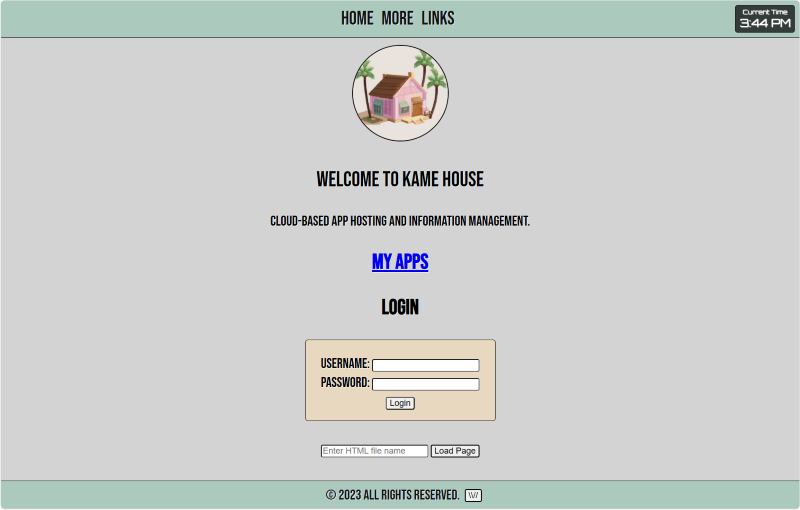 HOME MORE LINKS
Current Time
3:44 PM
WELCOME TO KAME HOUSE
CLOUD-BASED APP HOSTING AND INFORMATION MANAGEMENT.
MY APPS
LOGIN
USERNAME:
PASSWORD:
Login
Enter HTML file name Load Page
© 2023 ALL RIGHTS RESERVED. \\//